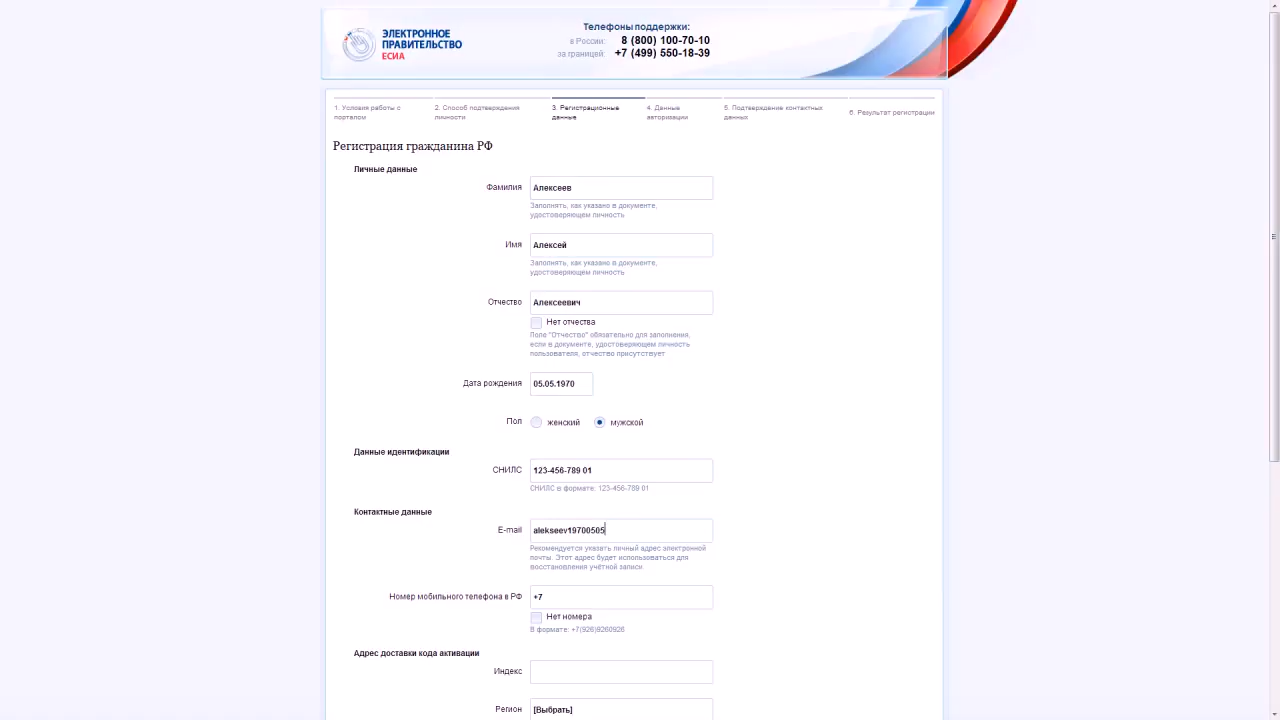 ЭЛЕКТРОННОЕ
ПРАВИТЕЛЬСТВО
ЕСИА
Телефоны поддержки:
в России: 8 (800) 100-70-10
за границей: +7 (499) 550-18-39
1. Условия работы с порталом
2. Способ подтверждения личности
3. Регистрационные данные
4. Данные авторизации
5. Подтверждение контактных данных
6. Результат регистрации
Регистрация гражданина РФ
Личные данные
Фамилия Алексеев
Заполнять, как указано в документе,
удостоверяющем личность
Имя Алексей
Заполнять, как указано в документе,
удостоверяющем личность
Отчество Алексеевич
Нет отчества
Поле "Отчество" обязательно для заполнения,
если в документе, удостоверяющем личность
пользователя, отчество присутствует
Дата рождения 05.05.1970
Пол женский мужской
Данные идентификации
СНИЛС 123-456-789 01
СНИЛС в формате: 123-456-789 01
Контактные данные
E-mail alekseev19700505
Рекомендуется указать личный адрес электронной
почты. Этот адрес будет использоваться для
восстановления учётной записи
Номер мобильного телефона в РФ +7
Нет номера
В формате: +7(926)9260926
Адрес доставки кода активации
Индекс
Регион [Выбрать]